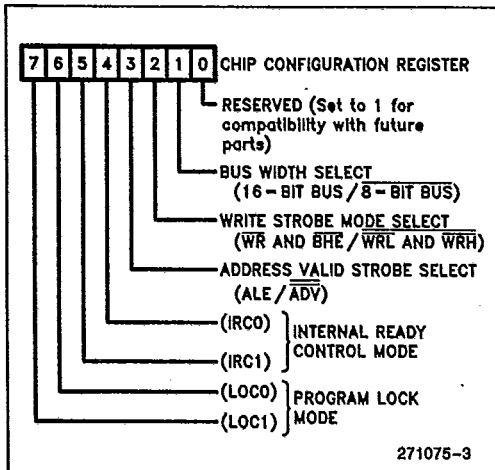 7 6 5 4 3 2 1 0 CHIP CONFIGURATION REGISTER
RESERVED (Set to 1 for
compatibility with future
parts)
BUS WIDTH SELECT
(16-BIT BUS/8-BIT BUS)
WRITE STROBE MODE SELECT
(WR AND BHE/WRL AND WRH)
ADDRESS VALID STROBE SELECT
(ALE/ADV)
(IRC0)
INTERNAL READY
CONTROL MODE
(IRC1)
(LOC0)
PROGRAM LOCK
MODE
(LOC1)
271075-3